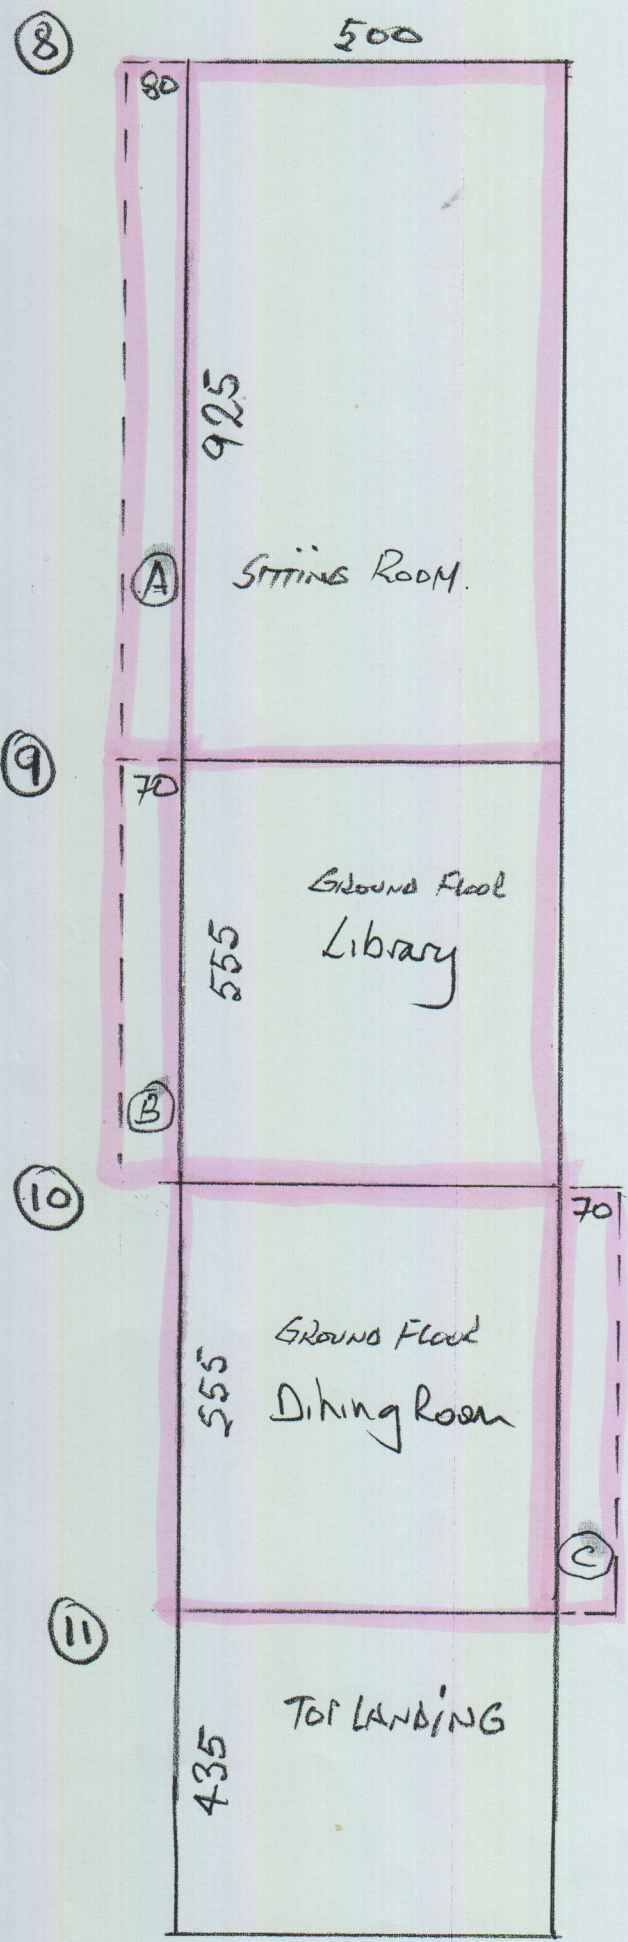 8
500
80
925
A
SITTING ROOM.
9
70
GROUND FLOOR
Library
555
B
10
70
GROUND FLOOR
Dining Room
555
C
11
TOP LANDING
435